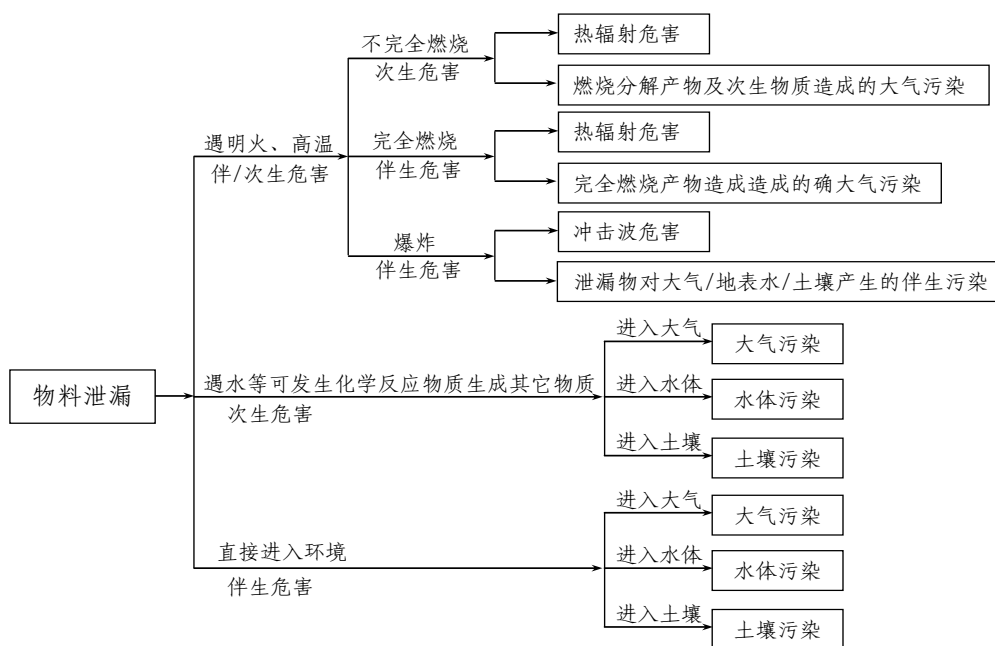 不完全燃烧
次生危害
热辐射危害
燃烧分解产物及次生物质造成的大气污染
遇明火、高温
伴/次生危害
完全燃烧
伴生危害
热辐射危害
完全燃烧产物造成造成的确大气污染
爆炸
伴生危害
冲击波危害
泄漏物对大气/地表水/土壤产生的伴生污染
物料泄漏
遇水等可发生化学反应物质生成其它物质
次生危害
进入大气
大气污染
进入水体
水体污染
进入土壤
土壤污染
直接进入环境
伴生危害
进入大气
大气污染
进入水体
水体污染
进入土壤
土壤污染